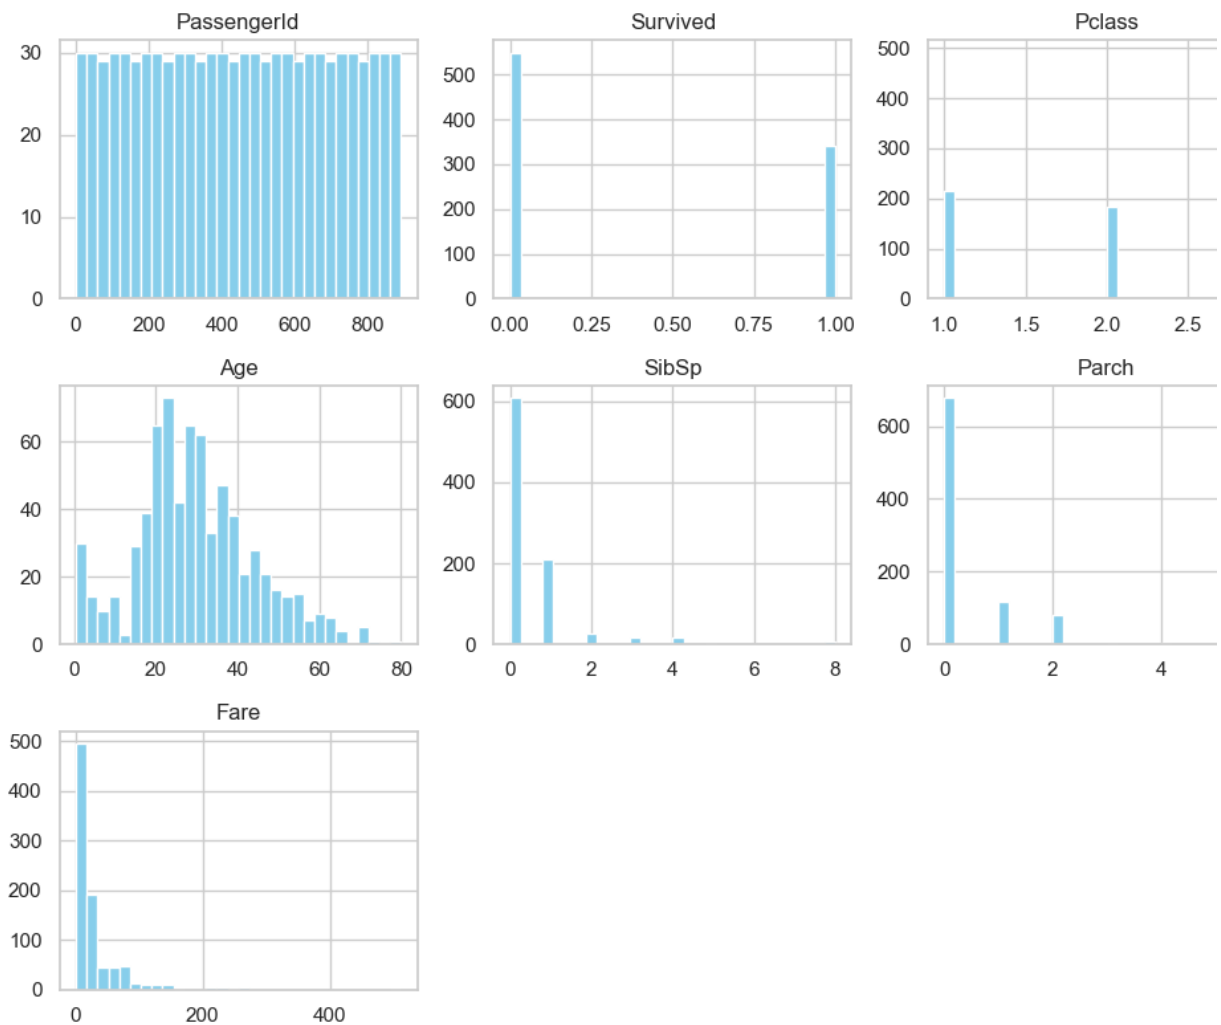 PassengerId Survived Pclass
30 500 500
400 400
20 300 300
200 200
10 100 100
0 0 0
0 200 400 600 800 0.00 0.25 0.50 0.75 1.00 1.0 1.5 2.0 2.5
Age SibSp Parch
60 600 600
40 400 400
20 200 200
0 0 0
0 20 40 60 80 0 2 4 6 8 0 2 4
Fare
500
400
300
200
100
0
0 200 400